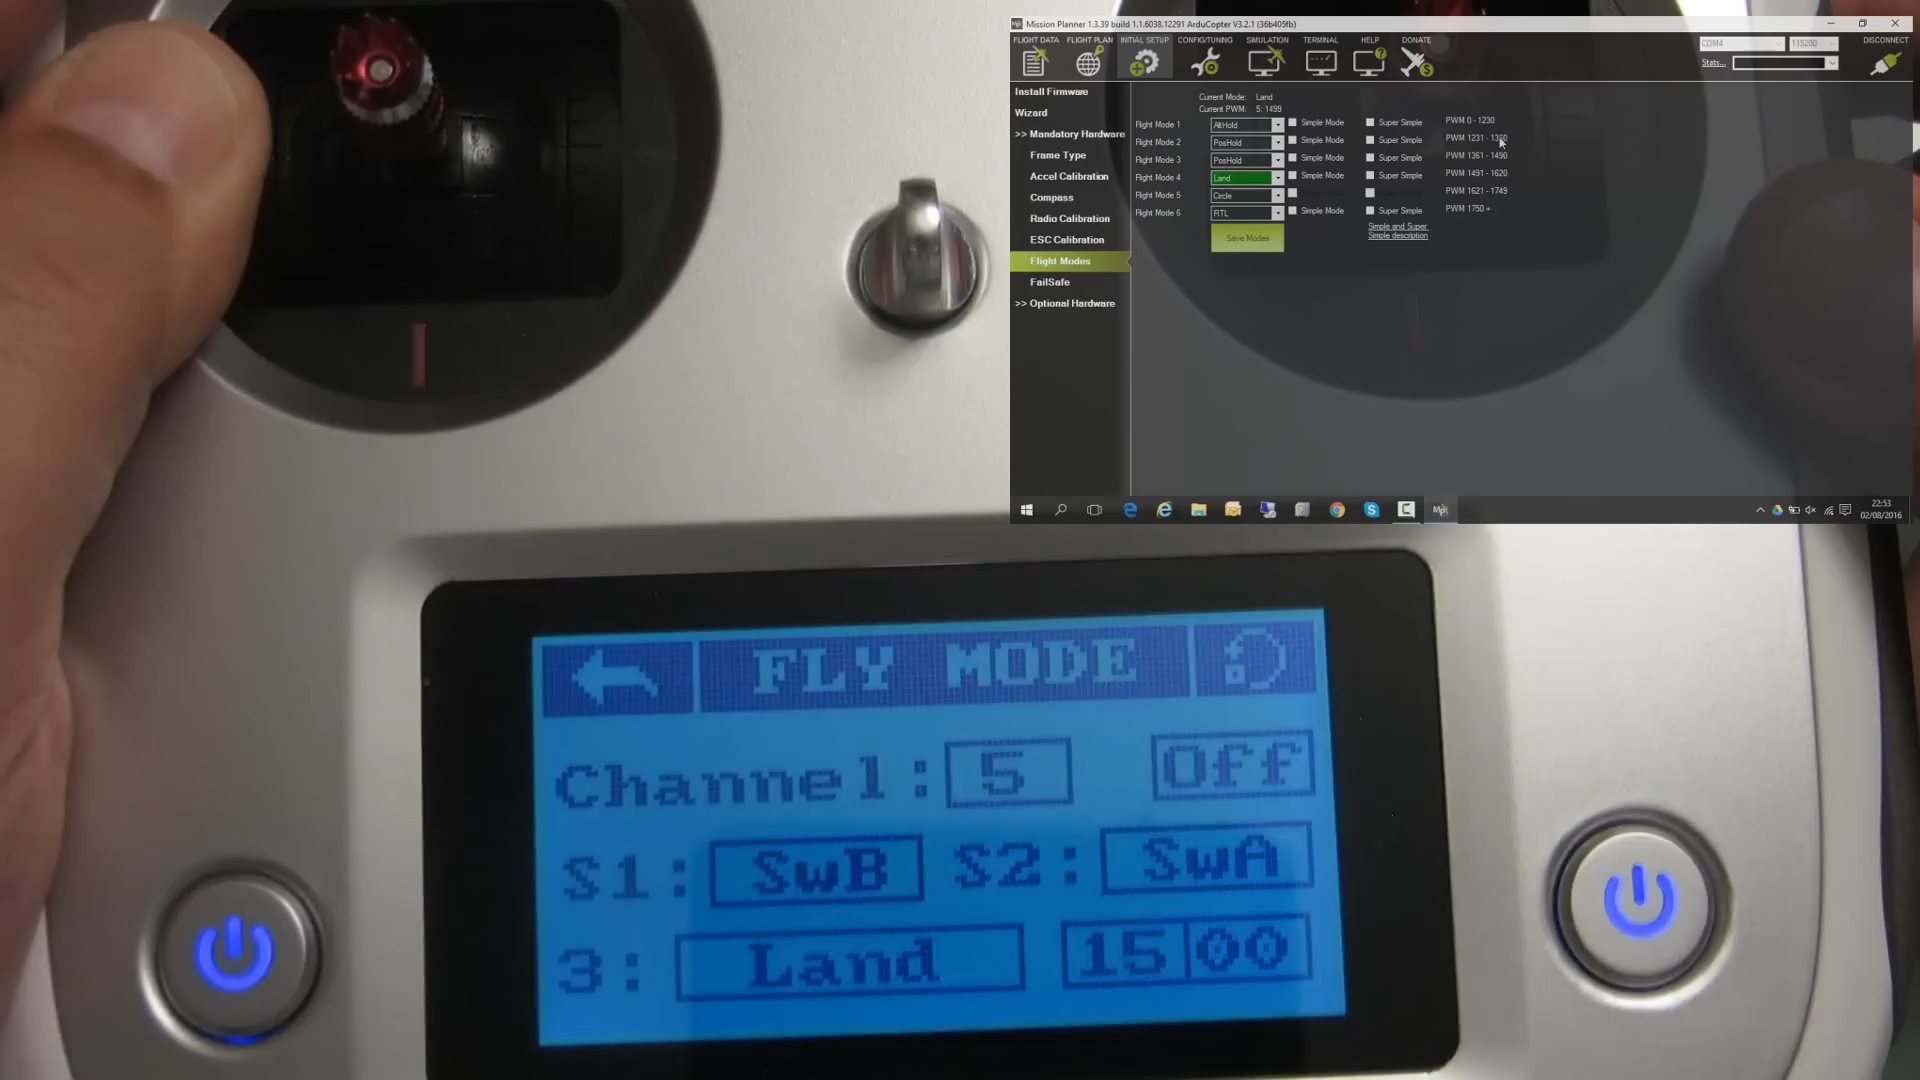 Mission Planner 1.3.39 build 1.1.6038.12291 ArduCopter V3.2.1 (36b405fb)
FLIGHT DATA FLIGHT PLAN INITIAL SETUP CONFIG/TUNING SIMULATION TERMINAL HELP DONATE
COM4 115200 DISCONNECT
Stats...
Install Firmware
Wizard
>> Mandatory Hardware
Frame Type
Accel Calibration
Compass
Radio Calibration
ESC Calibration
Flight Modes
FailSafe
>> Optional Hardware
Current Mode: Land
Current PWM: 5: 1499
Flight Mode 1 AltHold Simple Mode Super Simple PWM 0 - 1230
Flight Mode 2 PosHold Simple Mode Super Simple PWM 1231 - 1360
Flight Mode 3 PosHold Simple Mode Super Simple PWM 1361 - 1490
Flight Mode 4 Land Simple Mode Super Simple PWM 1491 - 1620
Flight Mode 5 Circle PWM 1621 - 1749
Flight Mode 6 RTL Simple Mode Super Simple PWM 1750 +
Save Modes
Simple and Super
Simple description
22:53
02/08/2016
FLY MODE
Channel: 5 Off
S1: SwB S2: SwA
3: Land 15 00